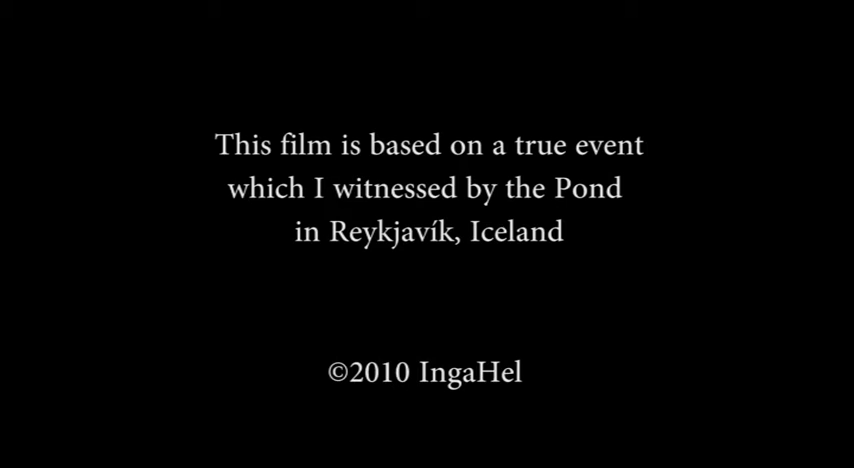 This film is based on a true event
which I witnessed by the Pond
in Reykjavík, Iceland
©2010 IngaHel